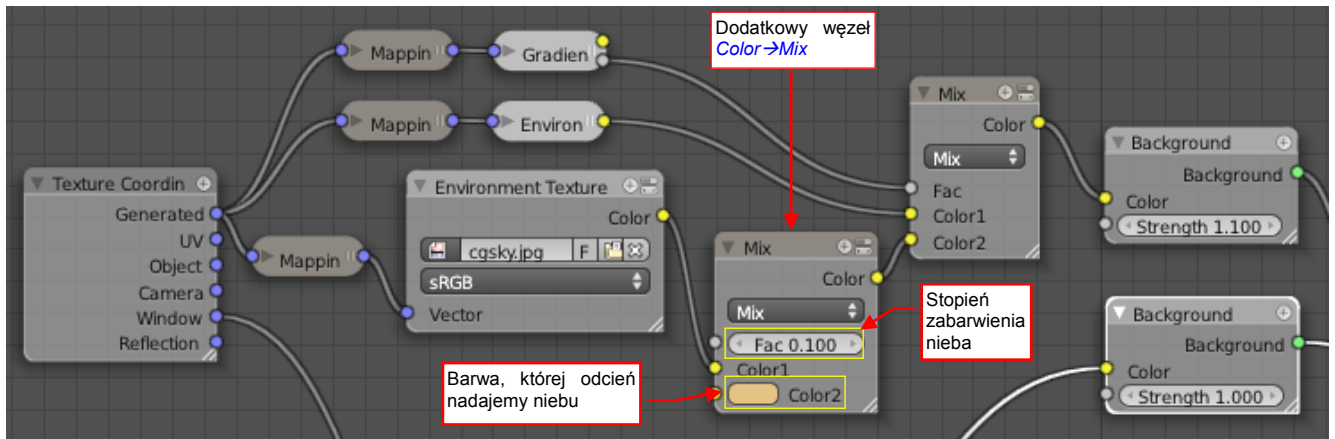 Dodatkowy węzeł
Color→Mix
Mappin
Gradien
Mappin
Environ
Mix
Color
Mix
Fac
Color1
Color2
Background
Background
Color
Strength 1.100
Texture Coordin
Generated
UV
Object
Camera
Window
Reflection
Mappin
Environment Texture
Color
cgsky.jpg F
sRGB
Vector
Mix
Color
Mix
Fac 0.100
Color1
Color2
Stopień
zabarwienia
nieba
Barwa, której odcień
nadajemy niebu
Background
Background
Color
Strength 1.000